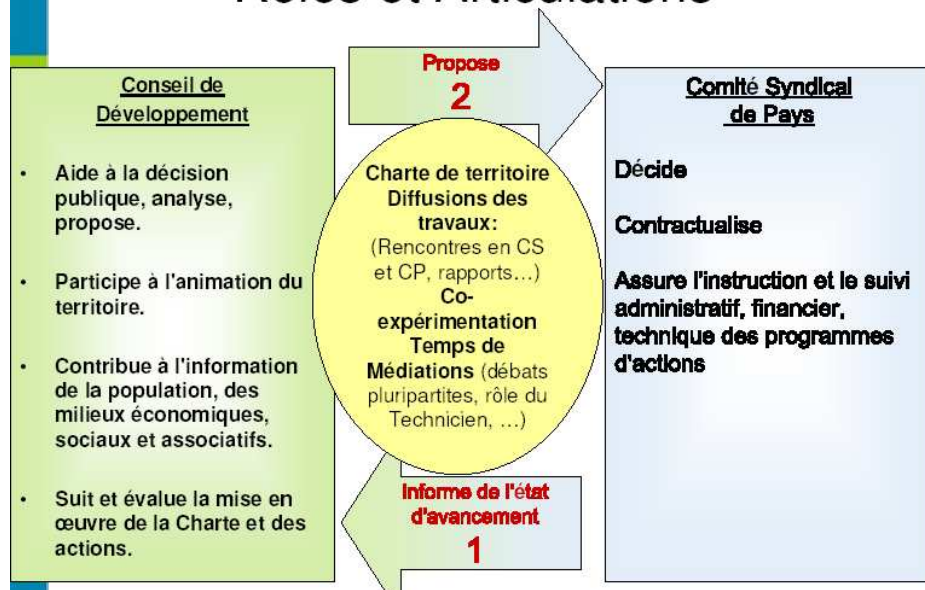 Rôles et Articulations
Conseil de
Développement
• Aide à la décision
publique, analyse,
propose.
• Participe à l'animation du
territoire.
• Contribue à l'information
de la population, des
milieux économiques,
sociaux et associatifs.
• Suit et évalue la mise en
œuvre de la Charte et des
actions.
Propose
2
Charte de territoire
Diffusions des
travaux:
(Rencontres en CS
et CP, rapports...)
Co-
expérimentation
Temps de
Médiations (débats
pluripartites, rôle du
Technicien, ...)
Informe de l'état
d'avancement
1
Comité Syndical
de Pays
Décide
Contractualise
Assure l'instruction et le suivi
administratif, financier,
technique des programmes
d'actions